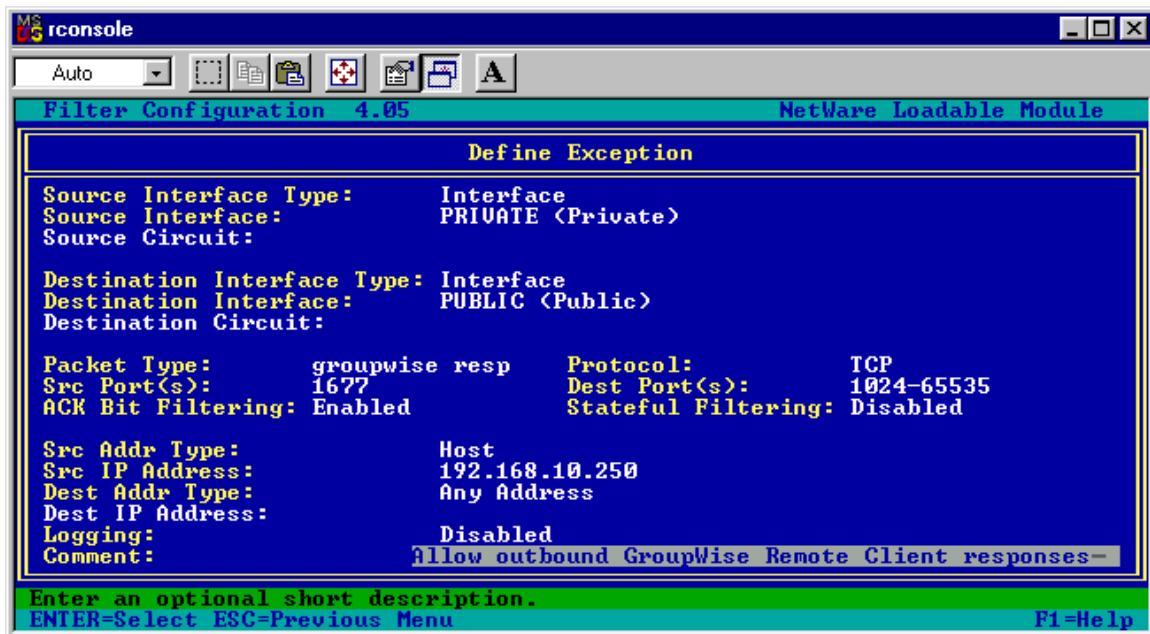 rconsole
Auto
A
Filter Configuration 4.05 NetWare Loadable Module
Define Exception
Source Interface Type: Interface
Source Interface: PRIVATE (Private)
Source Circuit:
Destination Interface Type: Interface
Destination Interface: PUBLIC (Public)
Destination Circuit:
Packet Type: groupwise resp Protocol: TCP
Src Port(s): 1677 Dest Port(s): 1024-65535
ACK Bit Filtering: Enabled Stateful Filtering: Disabled
Src Addr Type: Host
Src IP Address: 192.168.10.250
Dest Addr Type: Any Address
Dest IP Address:
Logging: Disabled
Comment: Allow outbound GroupWise Remote Client responses
Enter an optional short description.
ENTER=Select ESC=Previous Menu F1=Help